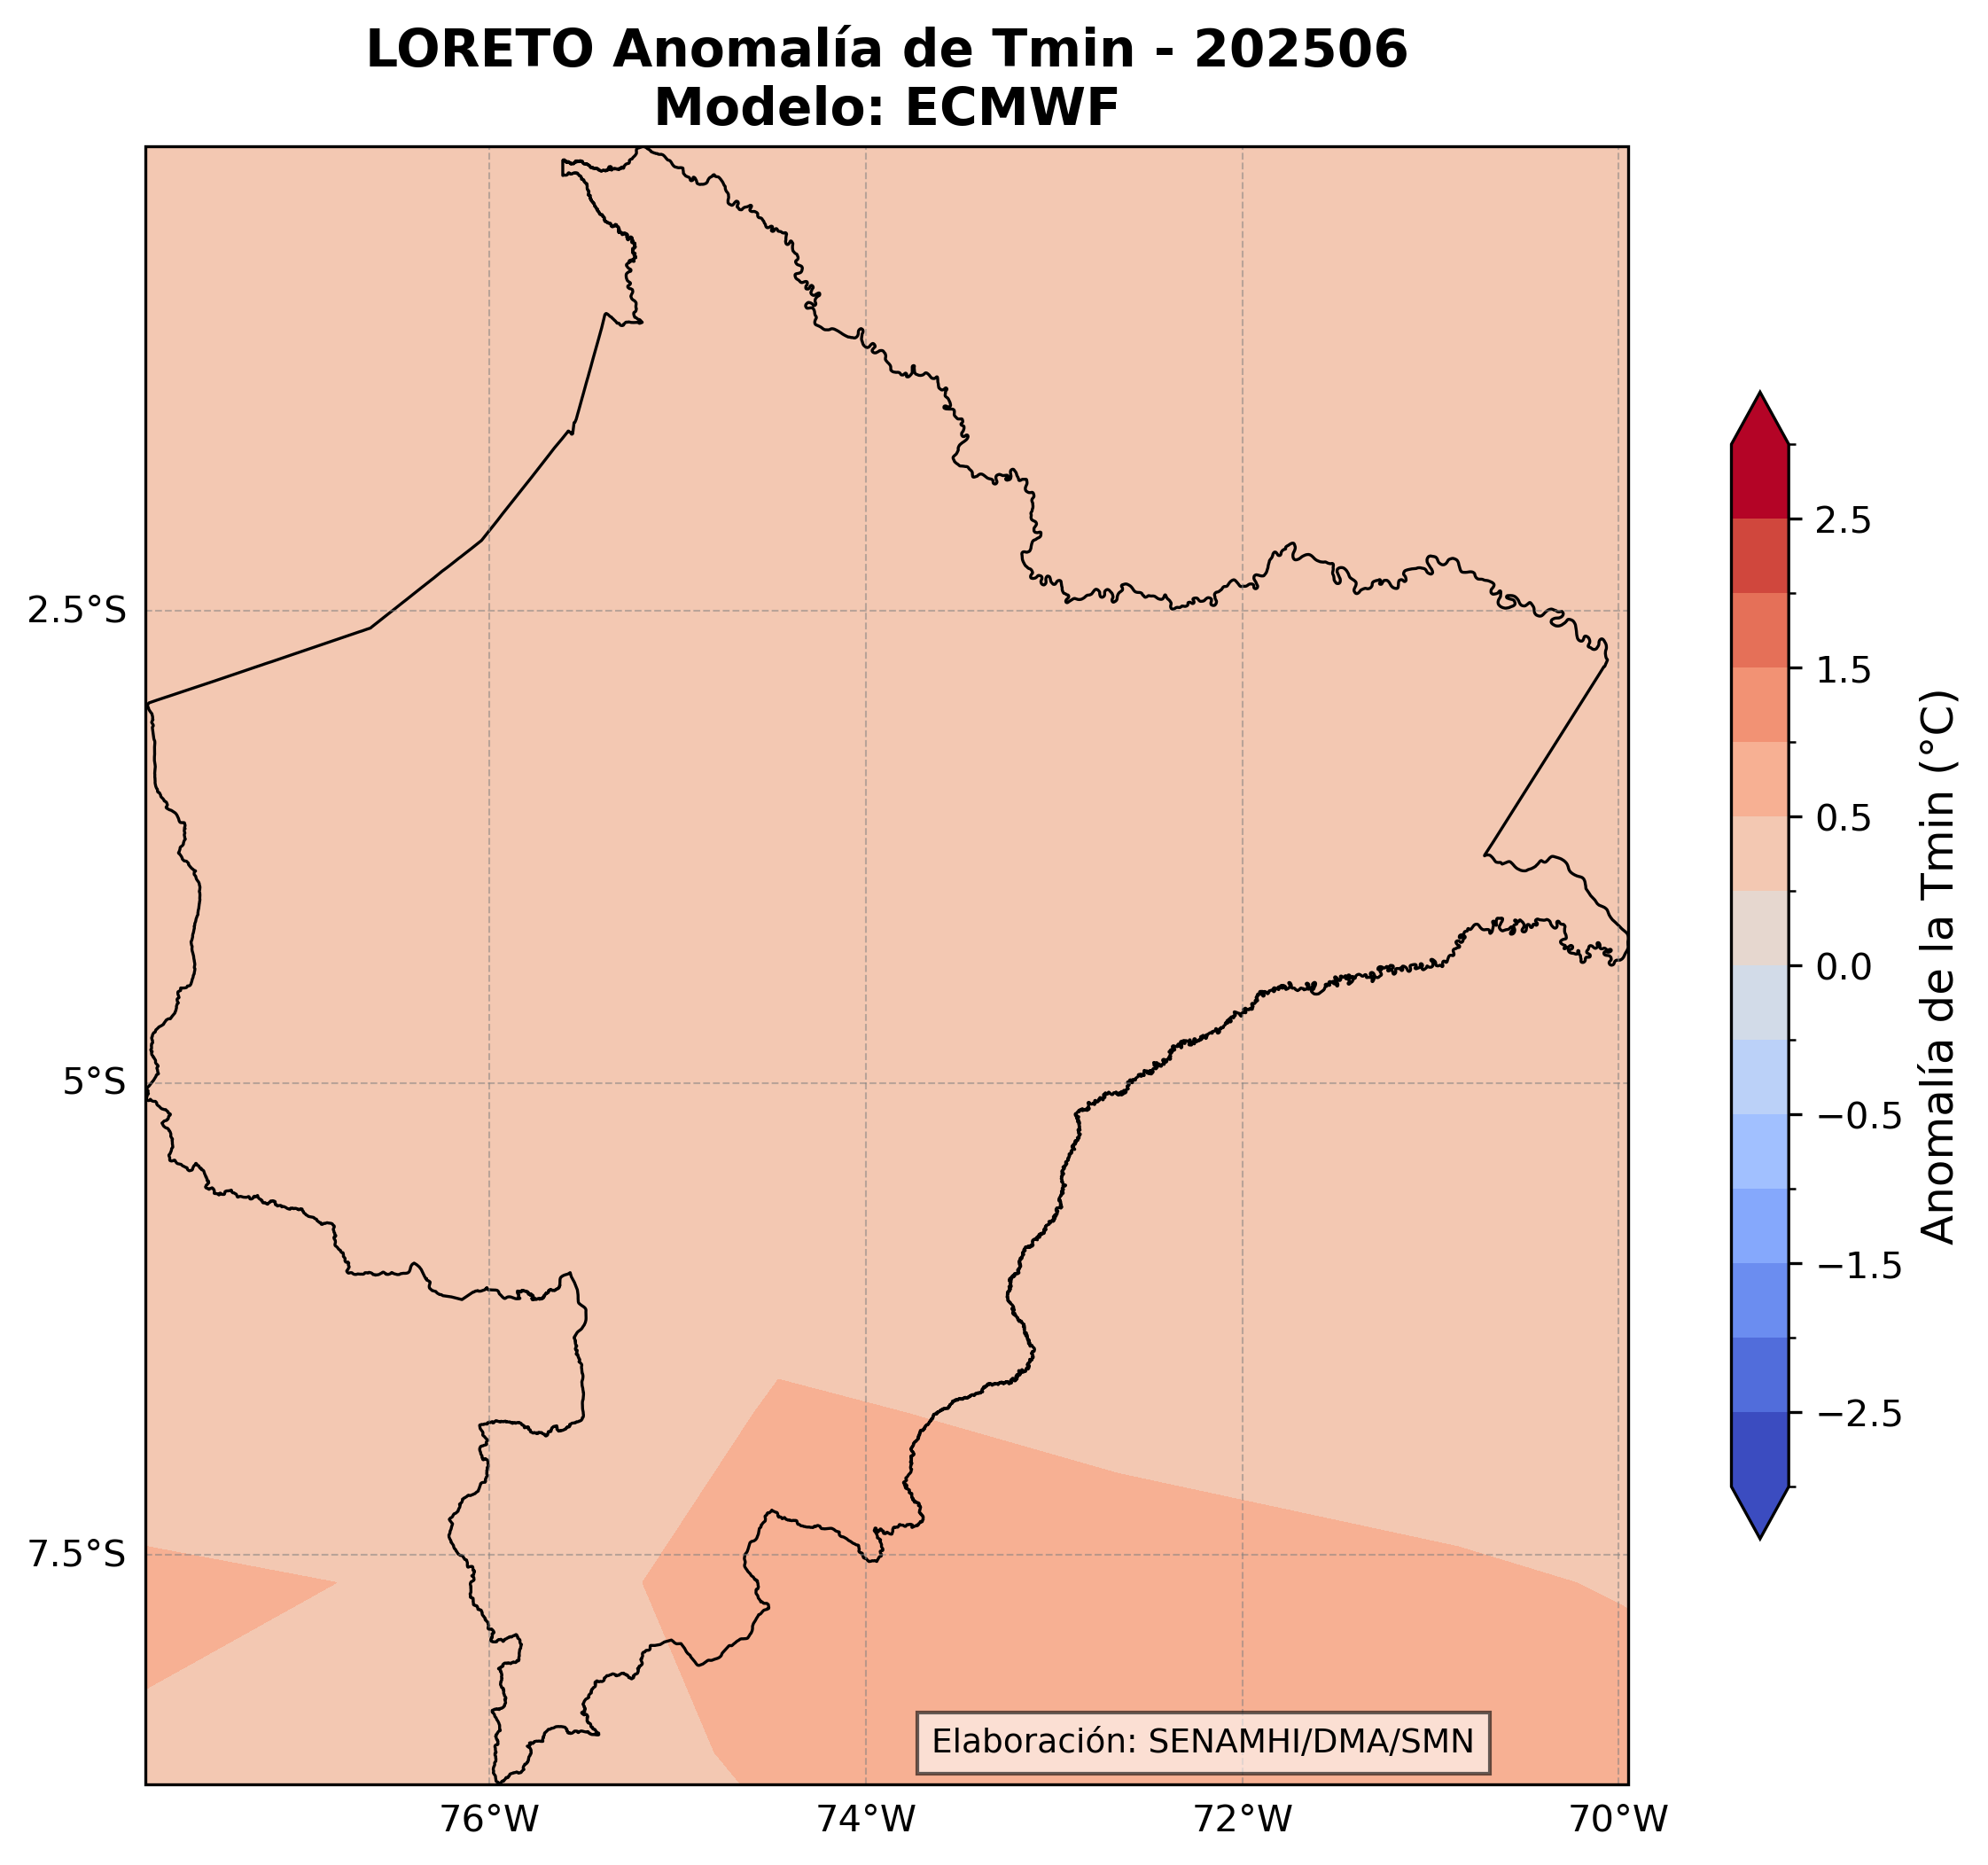 LORETO Anomalía de Tmin - 202506
Modelo: ECMWF
2.5°S
5°S
7.5°S
76°W
74°W
72°W
70°W
Elaboración: SENAMHI/DMA/SMN
2.5
1.5
0.5
0.0
−0.5
−1.5
−2.5
Anomalía de la Tmin (°C)